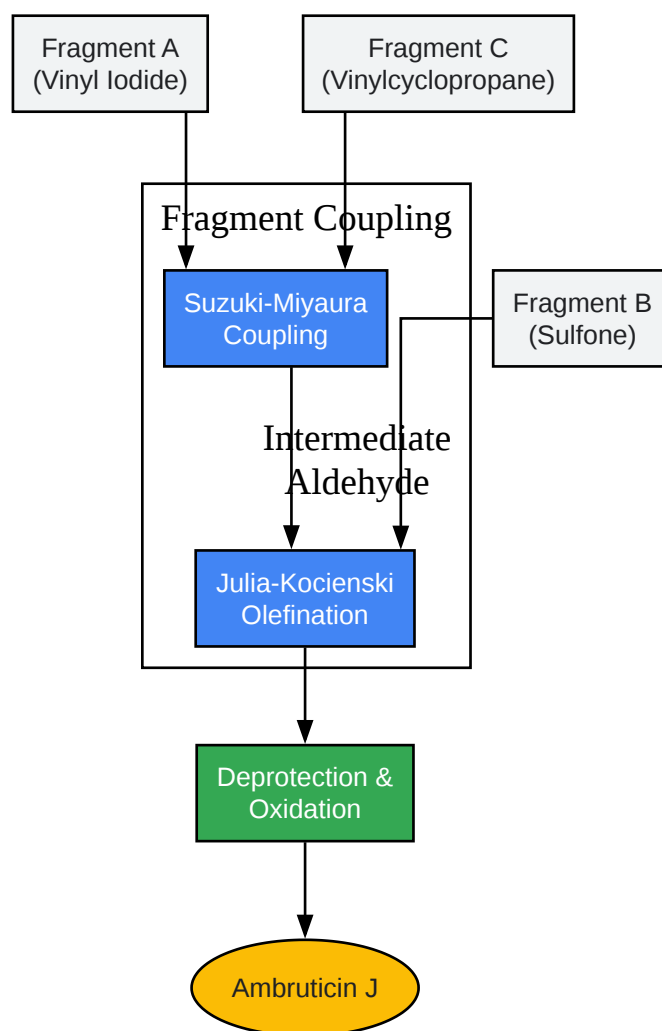 Fragment A
(Vinyl Iodide)
Fragment C
(Vinylcyclopropane)
Fragment Coupling
Suzuki-Miyaura
Coupling
Fragment B
(Sulfone)
Intermediate
Aldehyde
Julia-Kocienski
Olefination
Deprotection &
Oxidation
Ambruticin J